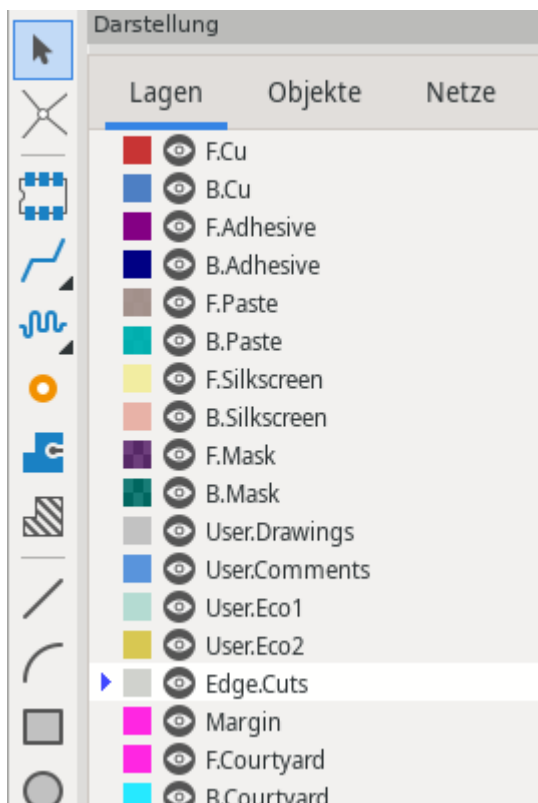 Darstellung
Lagen Objekte Netze
F.Cu
B.Cu
F.Adhesive
B.Adhesive
F.Paste
B.Paste
F.Silkscreen
B.Silkscreen
F.Mask
B.Mask
User.Drawings
User.Comments
User.Eco1
User.Eco2
Edge.Cuts
Margin
F.Courtyard
B.Courtyard